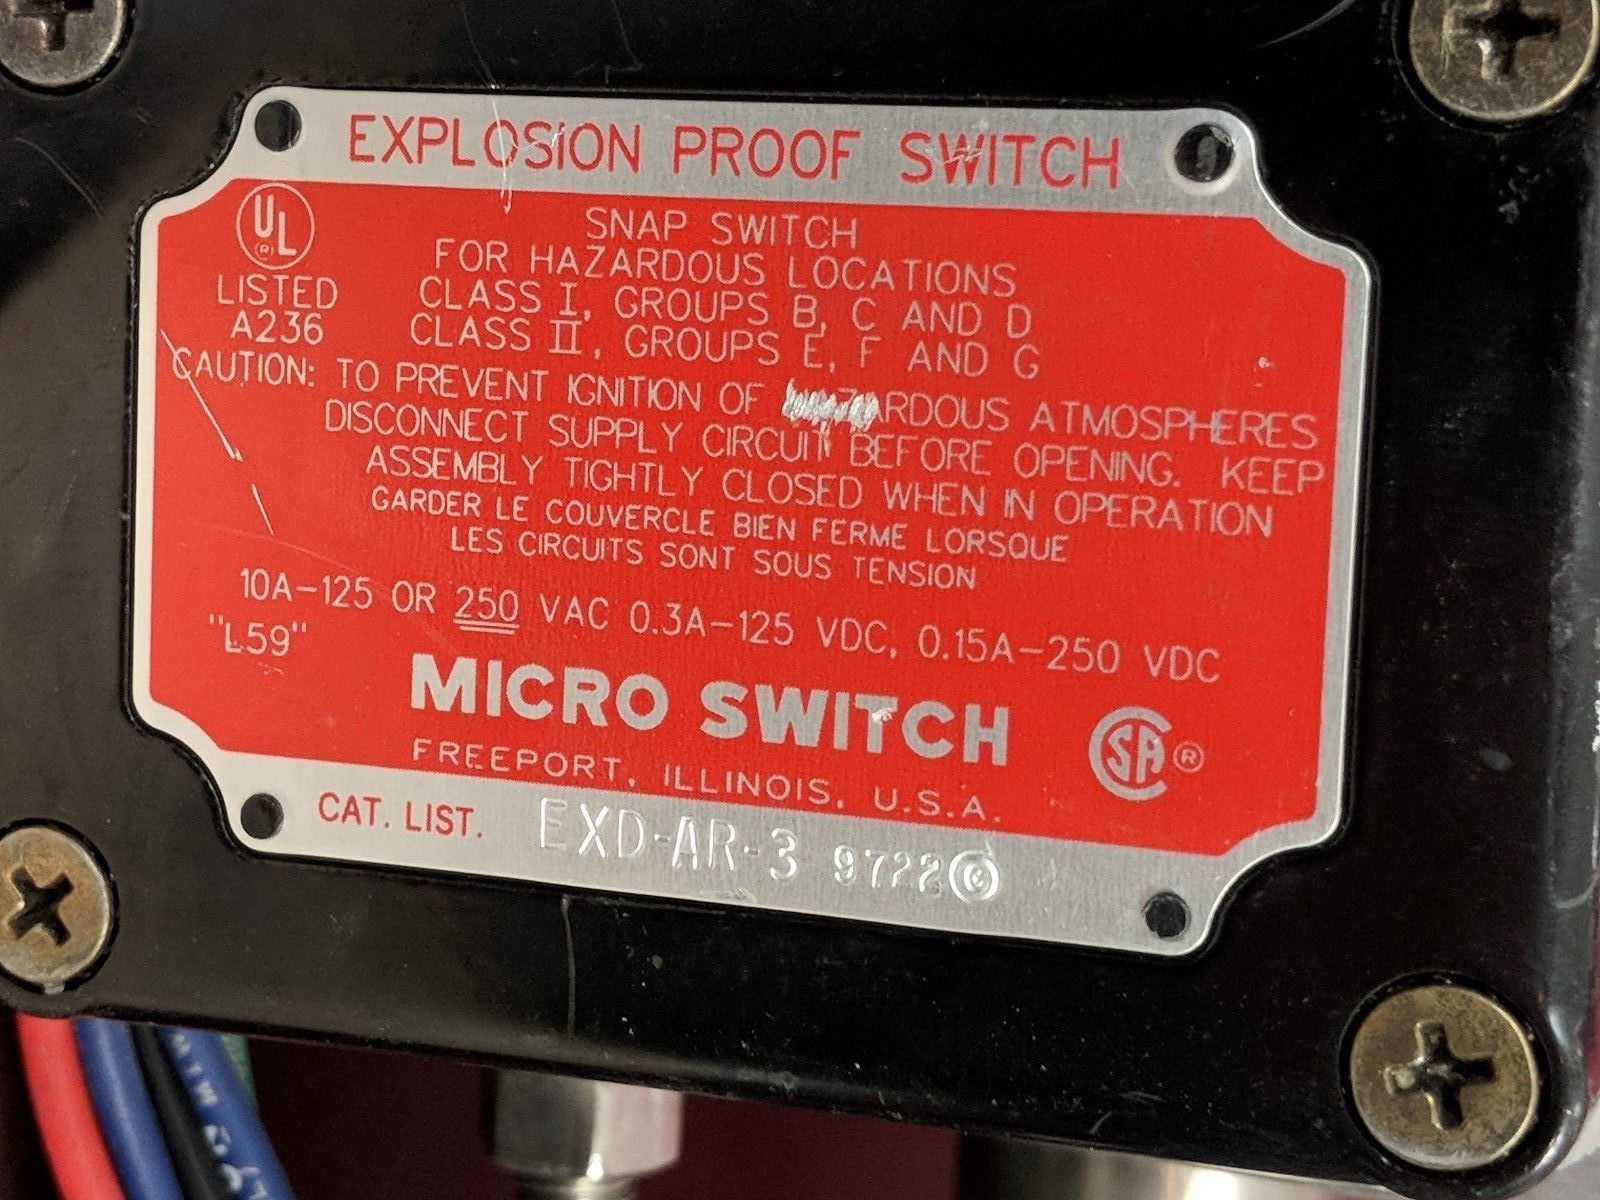 EXPLOSION PROOF SWITCH
UL
(R)
LISTED
A236
SNAP SWITCH
FOR HAZARDOUS LOCATIONS
CLASS I, GROUPS B, C AND D
CLASS II, GROUPS E, F AND G
CAUTION: TO PREVENT IGNITION OF HAZARDOUS ATMOSPHERES
DISCONNECT SUPPLY CIRCUIT BEFORE OPENING. KEEP
ASSEMBLY TIGHTLY CLOSED WHEN IN OPERATION
GARDER LE COUVERCLE BIEN FERME LORSQUE
LES CIRCUITS SONT SOUS TENSION
10A-125 OR 250 VAC 0.3A-125 VDC, 0.15A-250 VDC
"L59"
MICRO SWITCH
FREEPORT, ILLINOIS, U.S.A.
CSA ®
CAT. LIST. EXD-AR-3 9722